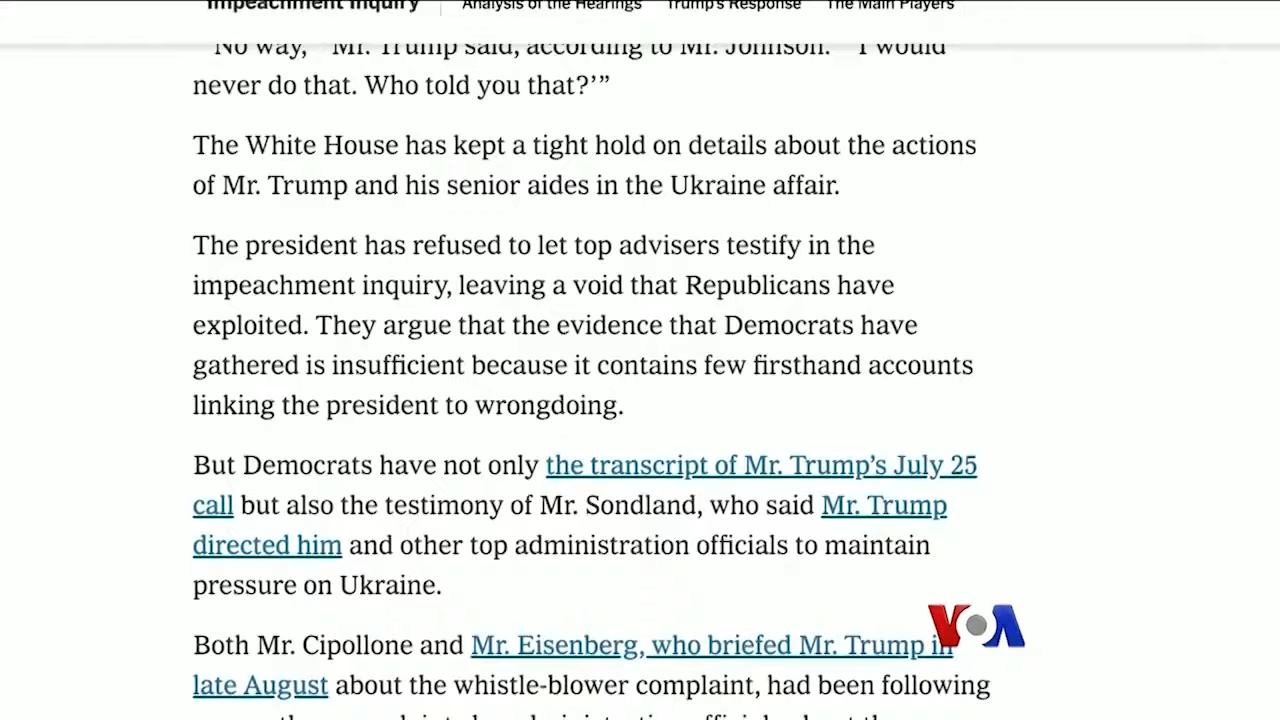 Impeachment Inquiry Analysis of the Hearings Trump's Response The Main Players
“‘No way,’ Mr. Trump said, according to Mr. Johnson. ‘I would
never do that. Who told you that?’”
The White House has kept a tight hold on details about the actions
of Mr. Trump and his senior aides in the Ukraine affair.
The president has refused to let top advisers testify in the
impeachment inquiry, leaving a void that Republicans have
exploited. They argue that the evidence that Democrats have
gathered is insufficient because it contains few firsthand accounts
linking the president to wrongdoing.
But Democrats have not only the transcript of Mr. Trump’s July 25
call but also the testimony of Mr. Sondland, who said Mr. Trump
directed him and other top administration officials to maintain
pressure on Ukraine.
Both Mr. Cipollone and Mr. Eisenberg, who briefed Mr. Trump in
late August about the whistle-blower complaint, had been following
VOA